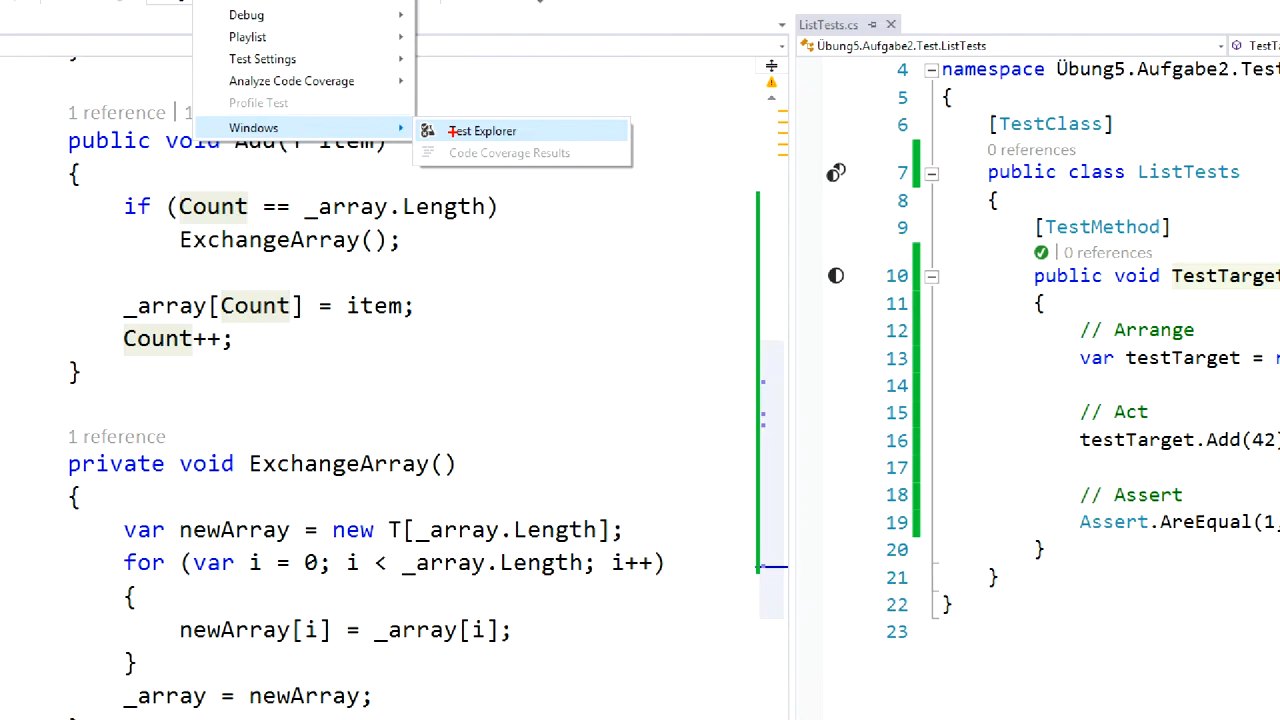 Debug
Playlist
Test Settings
Analyze Code Coverage
Profile Test
Windows
Test Explorer
Code Coverage Results
1 reference | 1
public void Add(T item)
{
if (Count == _array.Length)
ExchangeArray();
_array[Count] = item;
Count++;
}
1 reference
private void ExchangeArray()
{
var newArray = new T[_array.Length];
for (var i = 0; i < _array.Length; i++)
{
newArray[i] = _array[i];
}
_array = newArray;
ListTests.cs
Übung5.Aufgabe2.Test.ListTests
TestT
4 namespace Übung5.Aufgabe2.Test
5 {
6 [TestClass]
0 references
7 public class ListTests
8 {
9 [TestMethod]
| 0 references
10 public void TestTarget
11 {
12 // Arrange
13 var testTarget =
14
15 // Act
16 testTarget.Add(42)
17
18 // Assert
19 Assert.AreEqual(1,
20 }
21 }
22 }
23